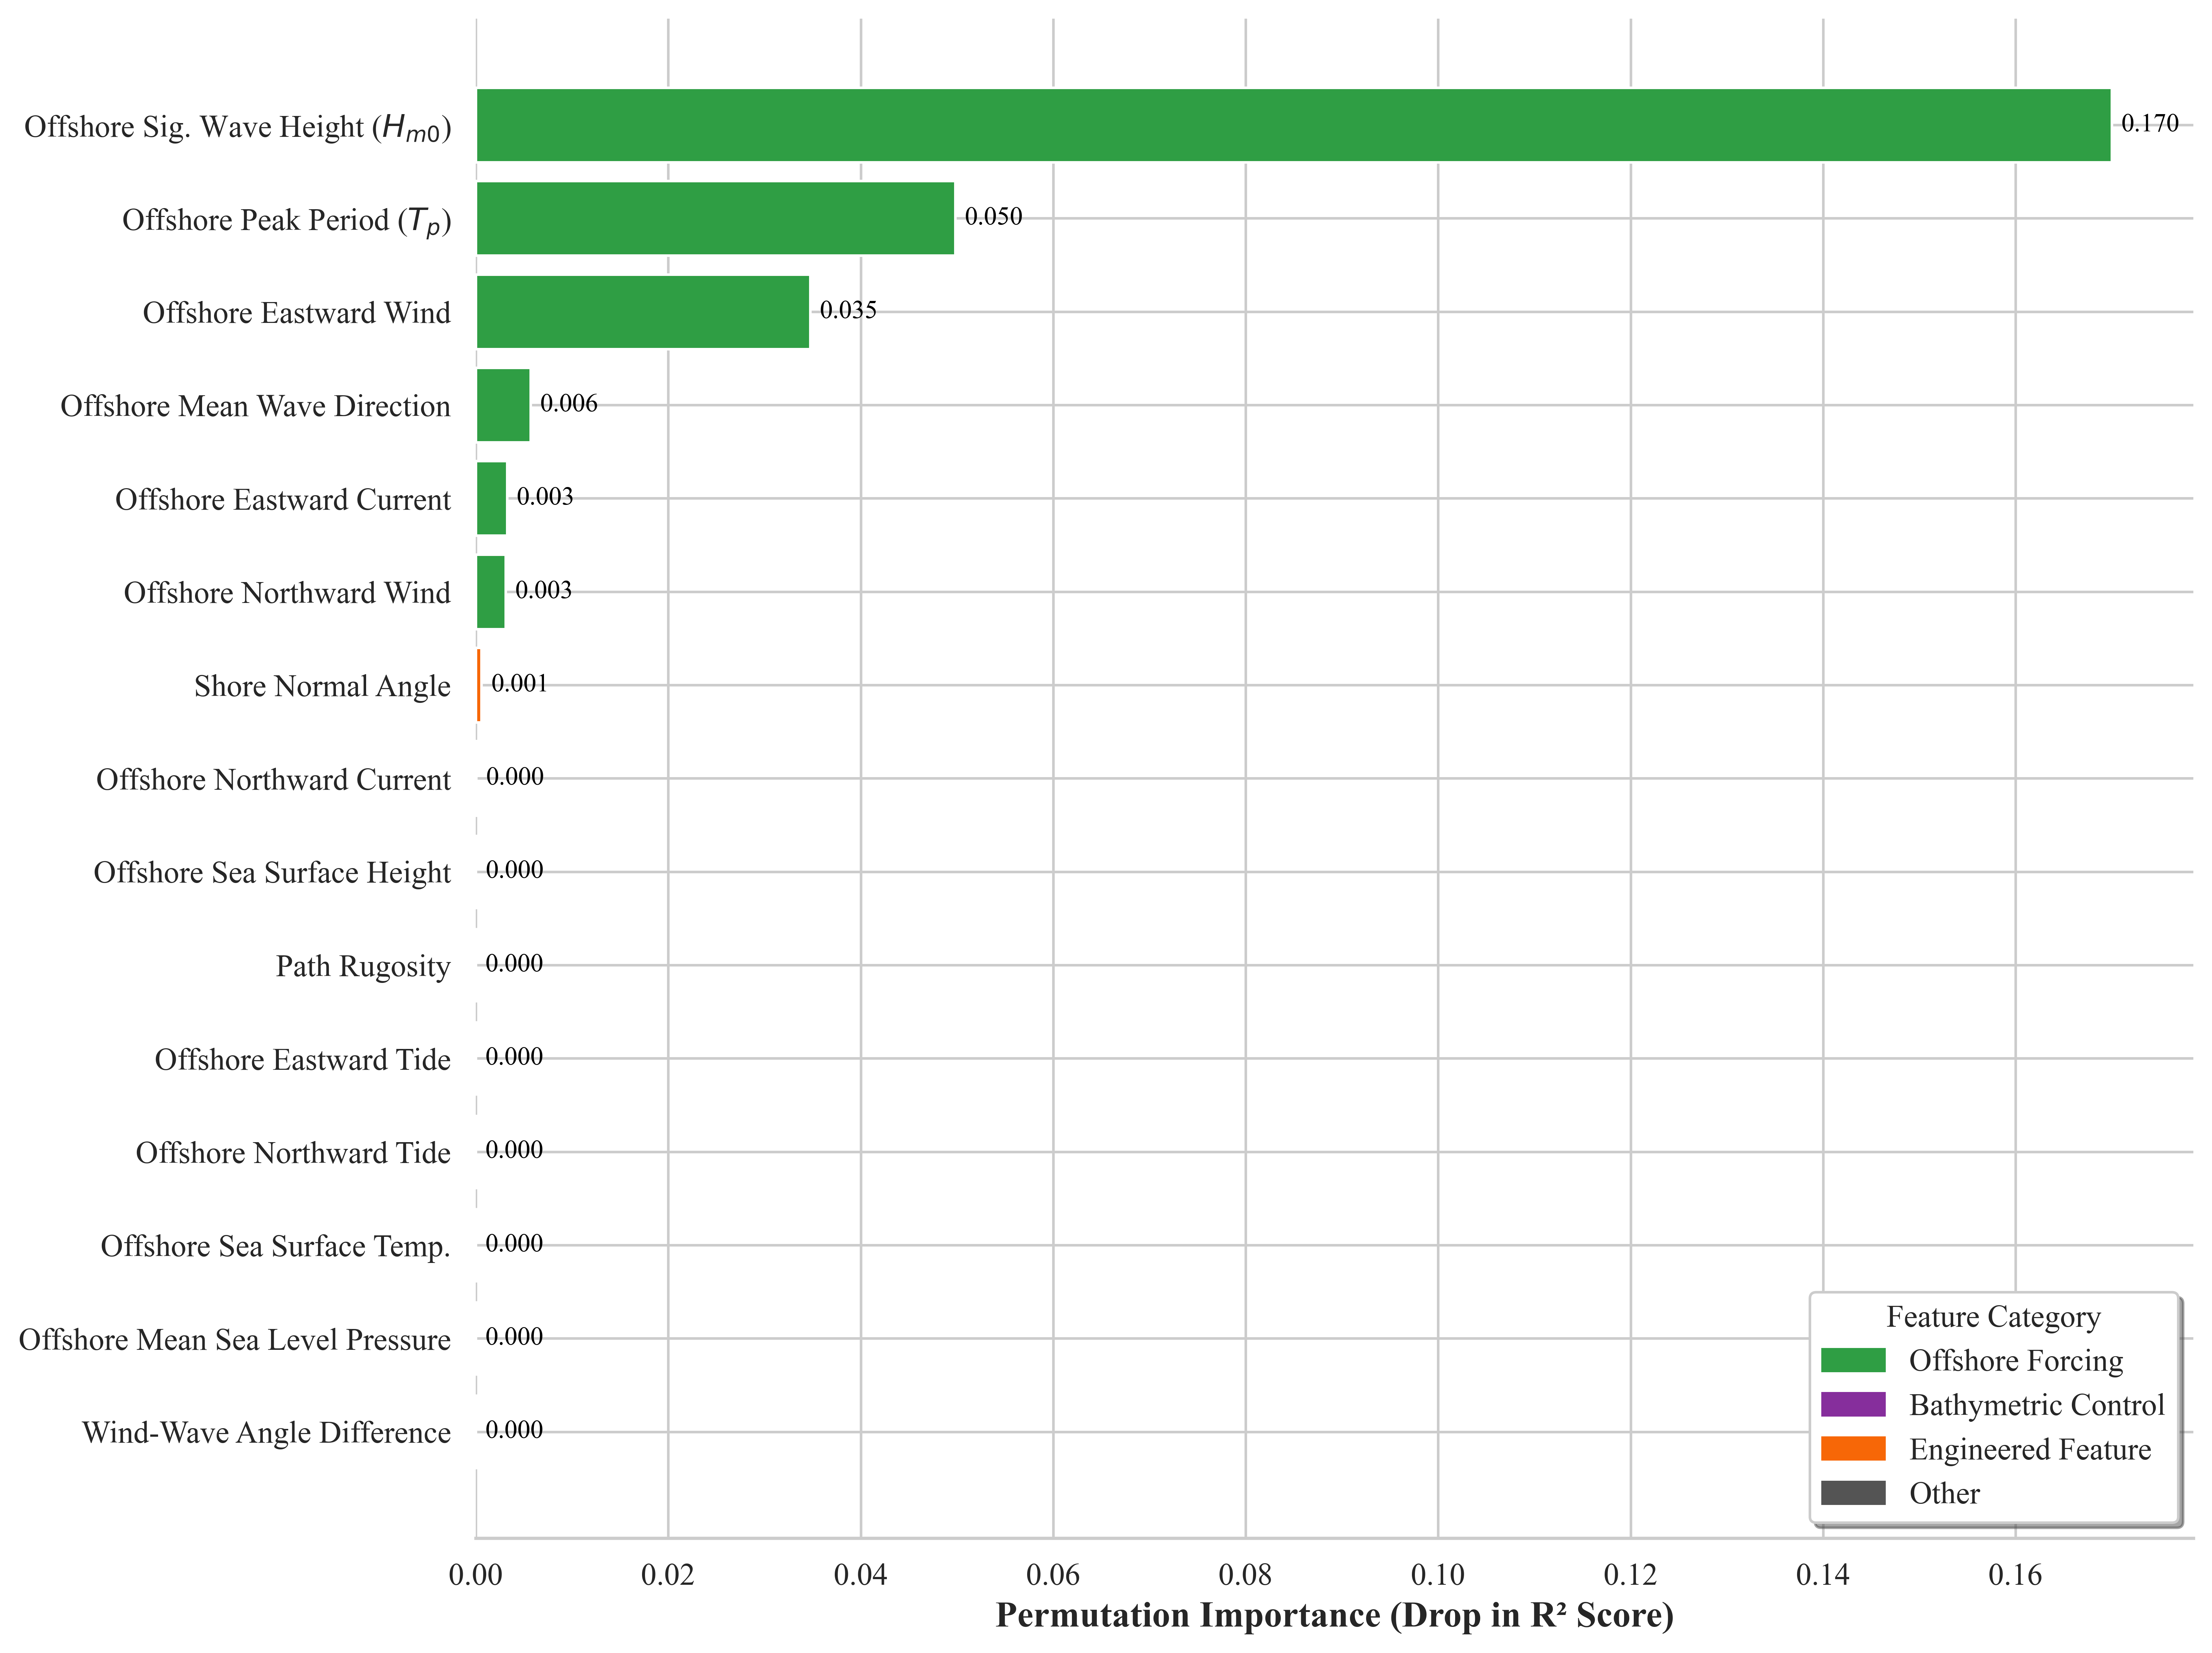 Offshore Sig. Wave Height (H_m0) 0.170
Offshore Peak Period (T_p) 0.050
Offshore Eastward Wind 0.035
Offshore Mean Wave Direction 0.006
Offshore Eastward Current 0.003
Offshore Northward Wind 0.003
Shore Normal Angle 0.001
Offshore Northward Current 0.000
Offshore Sea Surface Height 0.000
Path Rugosity 0.000
Offshore Eastward Tide 0.000
Offshore Northward Tide 0.000
Offshore Sea Surface Temp. 0.000
Offshore Mean Sea Level Pressure 0.000
Wind-Wave Angle Difference 0.000
Feature Category
Offshore Forcing
Bathymetric Control
Engineered Feature
Other
0.00 0.02 0.04 0.06 0.08 0.10 0.12 0.14 0.16
Permutation Importance (Drop in R² Score)